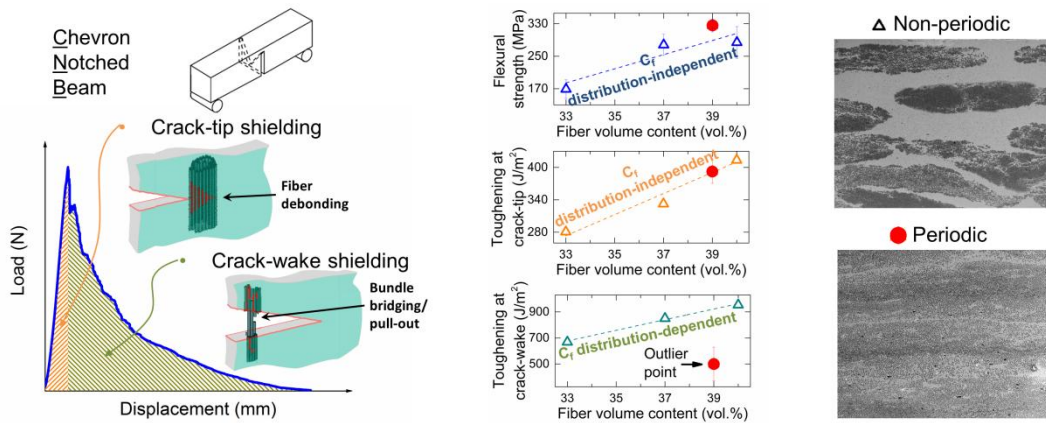 Chevron
Notched
Beam
Crack-tip shielding
Fiber
debonding
Crack-wake shielding
Bundle
bridging/
pull-out
Load (N)
Displacement (mm)
Flexural
strength (MPa)
330
250
170
Cf
distribution-independent
33 35 37 39
Fiber volume content (vol.%)
Toughening at
crack-tip (J/m²)
400
340
280
Cf
distribution-independent
33 35 37 39
Fiber volume content (vol.%)
Toughening at
crack-wake (J/m²)
900
700
500
Cf distribution-dependent
Outlier
point
33 35 37 39
Fiber volume content (vol.%)
Non-periodic
Periodic